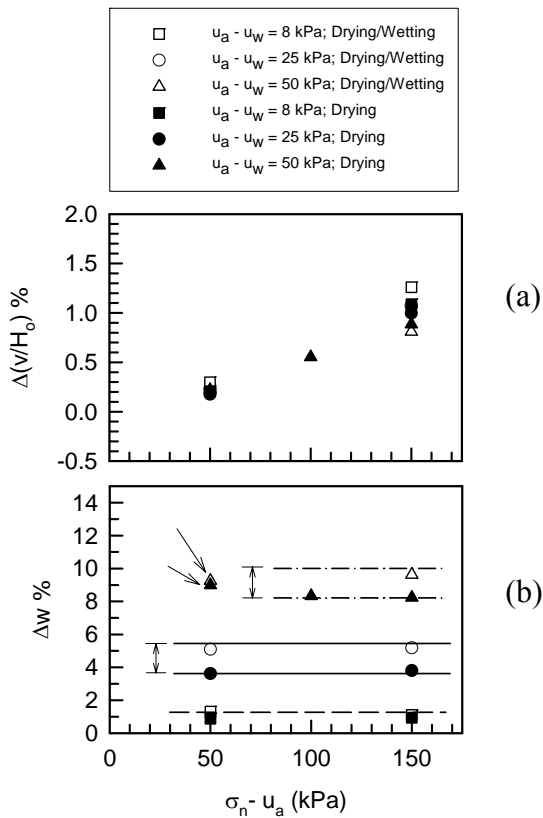 u_a - u_w = 8 kPa; Drying/Wetting
u_a - u_w = 25 kPa; Drying/Wetting
u_a - u_w = 50 kPa; Drying/Wetting
u_a - u_w = 8 kPa; Drying
u_a - u_w = 25 kPa; Drying
u_a - u_w = 50 kPa; Drying
2.0
1.5
1.0
0.5
0.0
-0.5
Δ(v/H_o) %
(a)
14
12
10
8
6
4
2
0
Δw %
(b)
0 50 100 150
σ_n- u_a (kPa)